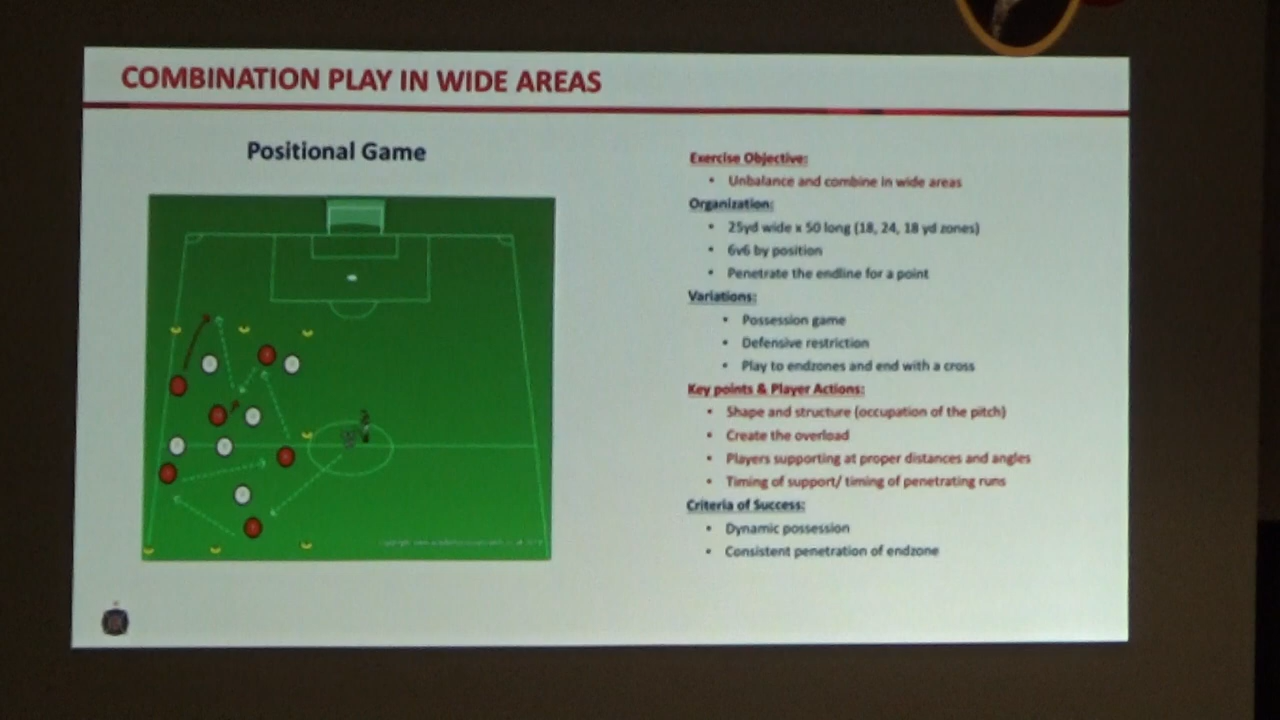 COMBINATION PLAY IN WIDE AREAS
Positional Game
Exercise Objective:
• Unbalance and combine in wide areas
Organization:
• 25yd wide x 50 long (18, 24, 18 yd zones)
• 6v6 by position
• Penetrate the endline for a point
Variations:
• Possession game
• Defensive restriction
• Play to endzones and end with a cross
Key points & Player Actions:
• Shape and structure (occupation of the pitch)
• Create the overload
• Players supporting at proper distances and angles
• Timing of support/ timing of penetrating runs
Criteria of Success:
• Dynamic possession
• Consistent penetration of endzone